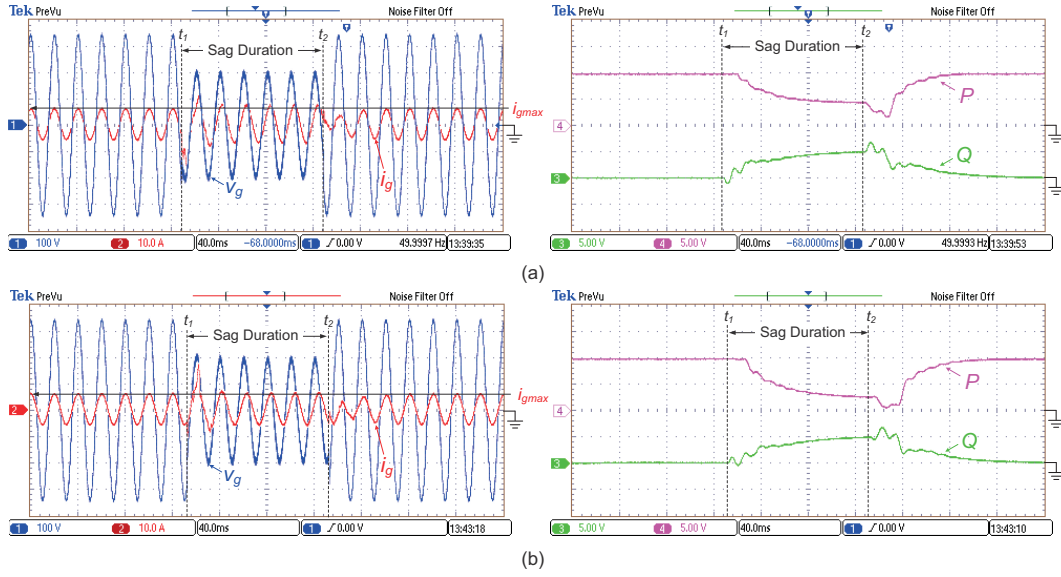 Tek PreVu Noise Filter Off
t1 Sag Duration t2
igmax
1
vg
ig
1 100 V 2 10.0 A 40.0ms -68.0000ms 1 0.00 V 49.9997 Hz 13:39:35
Tek PreVu Noise Filter Off
t1 Sag Duration t2
P
4
Q
3
3 5.00 V 4 5.00 V 40.0ms -68.0000ms 1 0.00 V 49.9993 Hz 13:39:53
(a)
Tek PreVu Noise Filter Off
t1 Sag Duration t2
igmax
2
vg
ig
1 100 V 2 10.0 A 40.0ms 1 0.00 V 13:43:18
Tek PreVu Noise Filter Off
t1 Sag Duration t2
P
4
Q
3
3 5.00 V 4 5.00 V 40.0ms 1 0.00 V 13:43:10
(b)